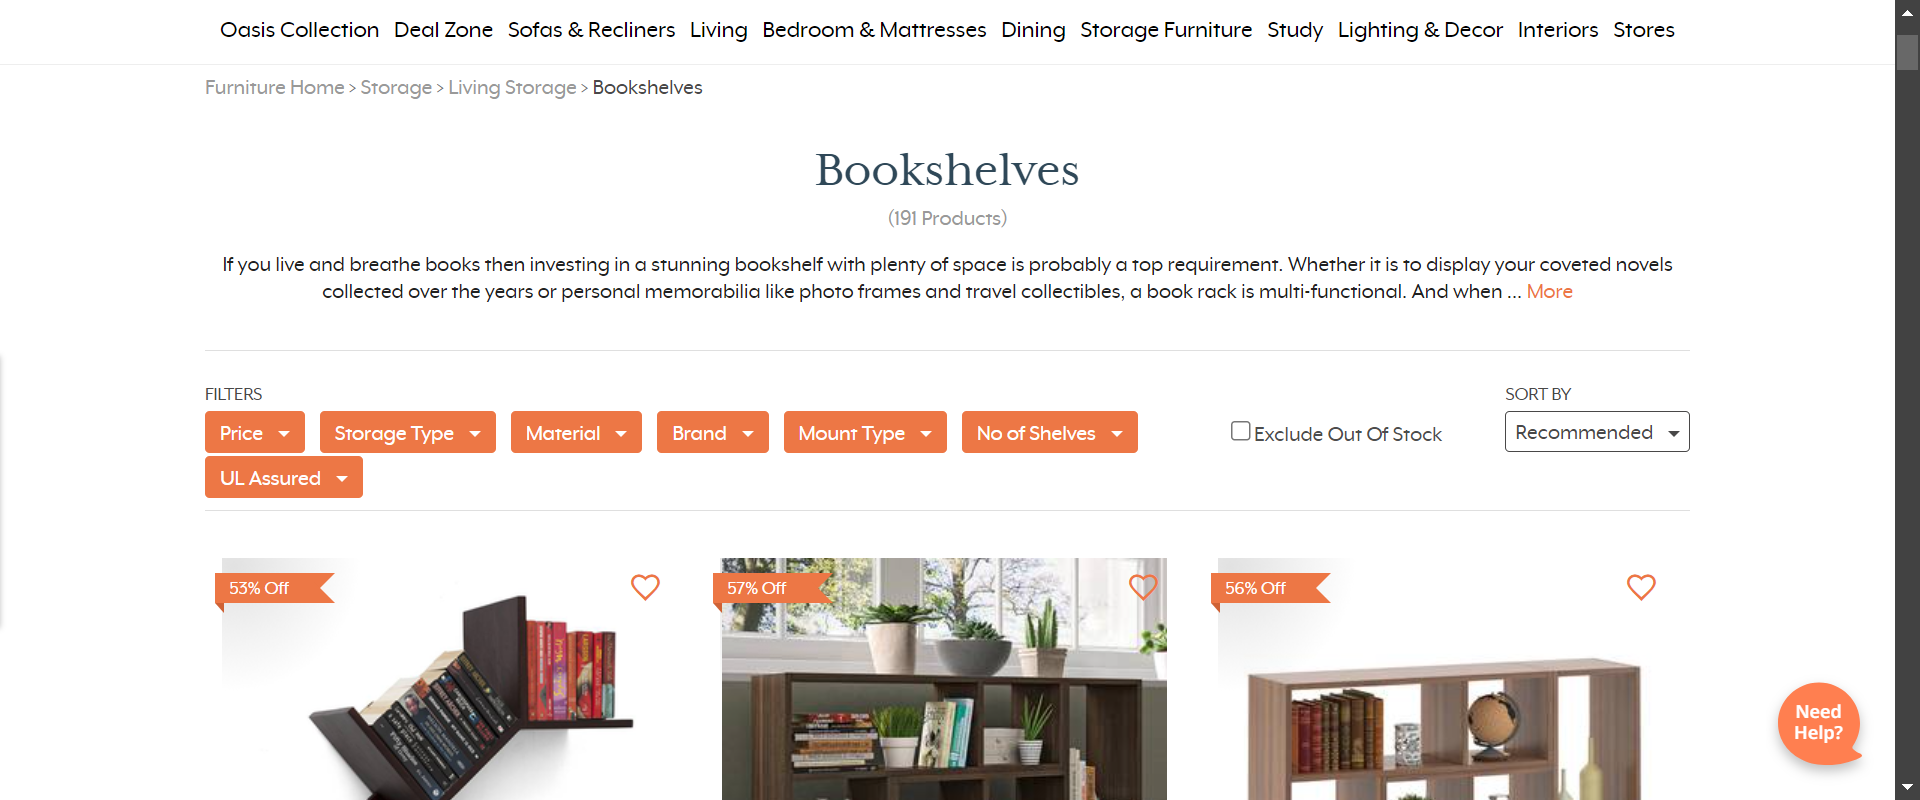 Oasis Collection Deal Zone Sofas & Recliners Living Bedroom & Mattresses Dining Storage Furniture Study Lighting & Decor Interiors Stores
Furniture Home > Storage > Living Storage > Bookshelves
Bookshelves
(191 Products)
If you live and breathe books then investing in a stunning bookshelf with plenty of space is probably a top requirement. Whether it is to display your coveted novels
collected over the years or personal memorabilia like photo frames and travel collectibles, a book rack is multi-functional. And when ... More
FILTERS
SORT BY
Price Storage Type Material Brand Mount Type No of Shelves
Exclude Out Of Stock
Recommended
UL Assured
53% Off
57% Off
56% Off
Need
Help?